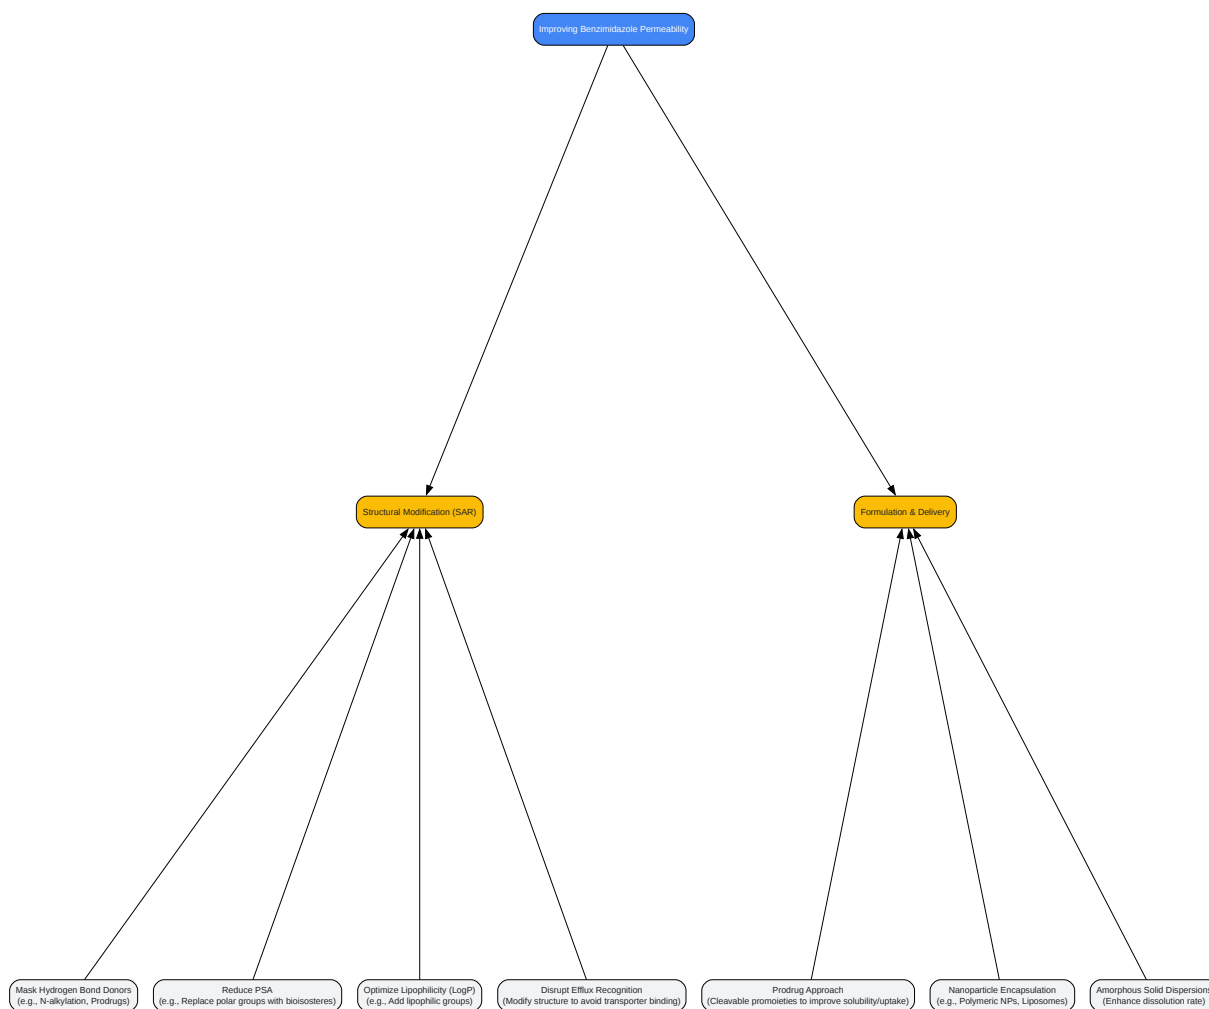 Improving Benzimidazole Permeability
Structural Modification (SAR)
Formulation & Delivery
Mask Hydrogen Bond Donors
(e.g., N-alkylation, Prodrugs)
Reduce PSA
(e.g., Replace polar groups with bioisosteres)
Optimize Lipophilicity (LogP)
(e.g., Add lipophilic groups)
Disrupt Efflux Recognition
(Modify structure to avoid transporter binding)
Prodrug Approach
(Cleavable promoieties to improve solubility/uptake)
Nanoparticle Encapsulation
(e.g., Polymeric NPs, Liposomes)
Amorphous Solid Dispersions
(Enhance dissolution rate)